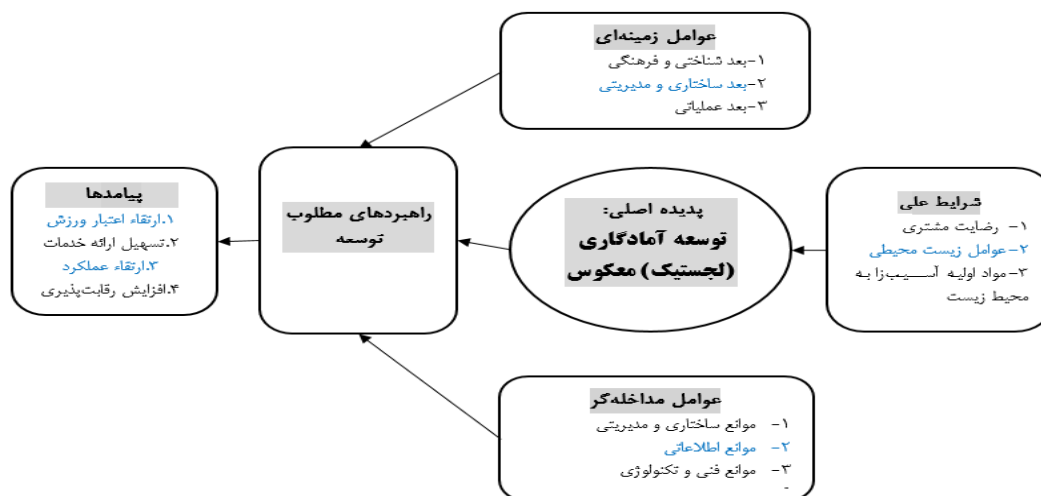 عوامل زمینه‌ای
۱-بعد شناختی و فرهنگی
۲-بعد ساختاری و مدیریتی
۳-بعد عملیاتی
شرایط علی
۱- رضایت مشتری
۲-عوامل زیست محیطی
۳-مواد اولیه آسیب‌زا به
محیط زیست
پدیده اصلی:
توسعه آمادگاری
(لجستیک) معکوس
راهبردهای مطلوب
توسعه
پیامدها
۱.ارتقاء اعتبار ورزش
۲.تسهیل ارائه خدمات
۳.ارتقاء عملکرد
۴.افزایش رقابت‌پذیری
عوامل مداخله‌گر
۱- موانع ساختاری و مدیریتی
۲- موانع اطلاعاتی
۳- موانع فنی و تکنولوژی